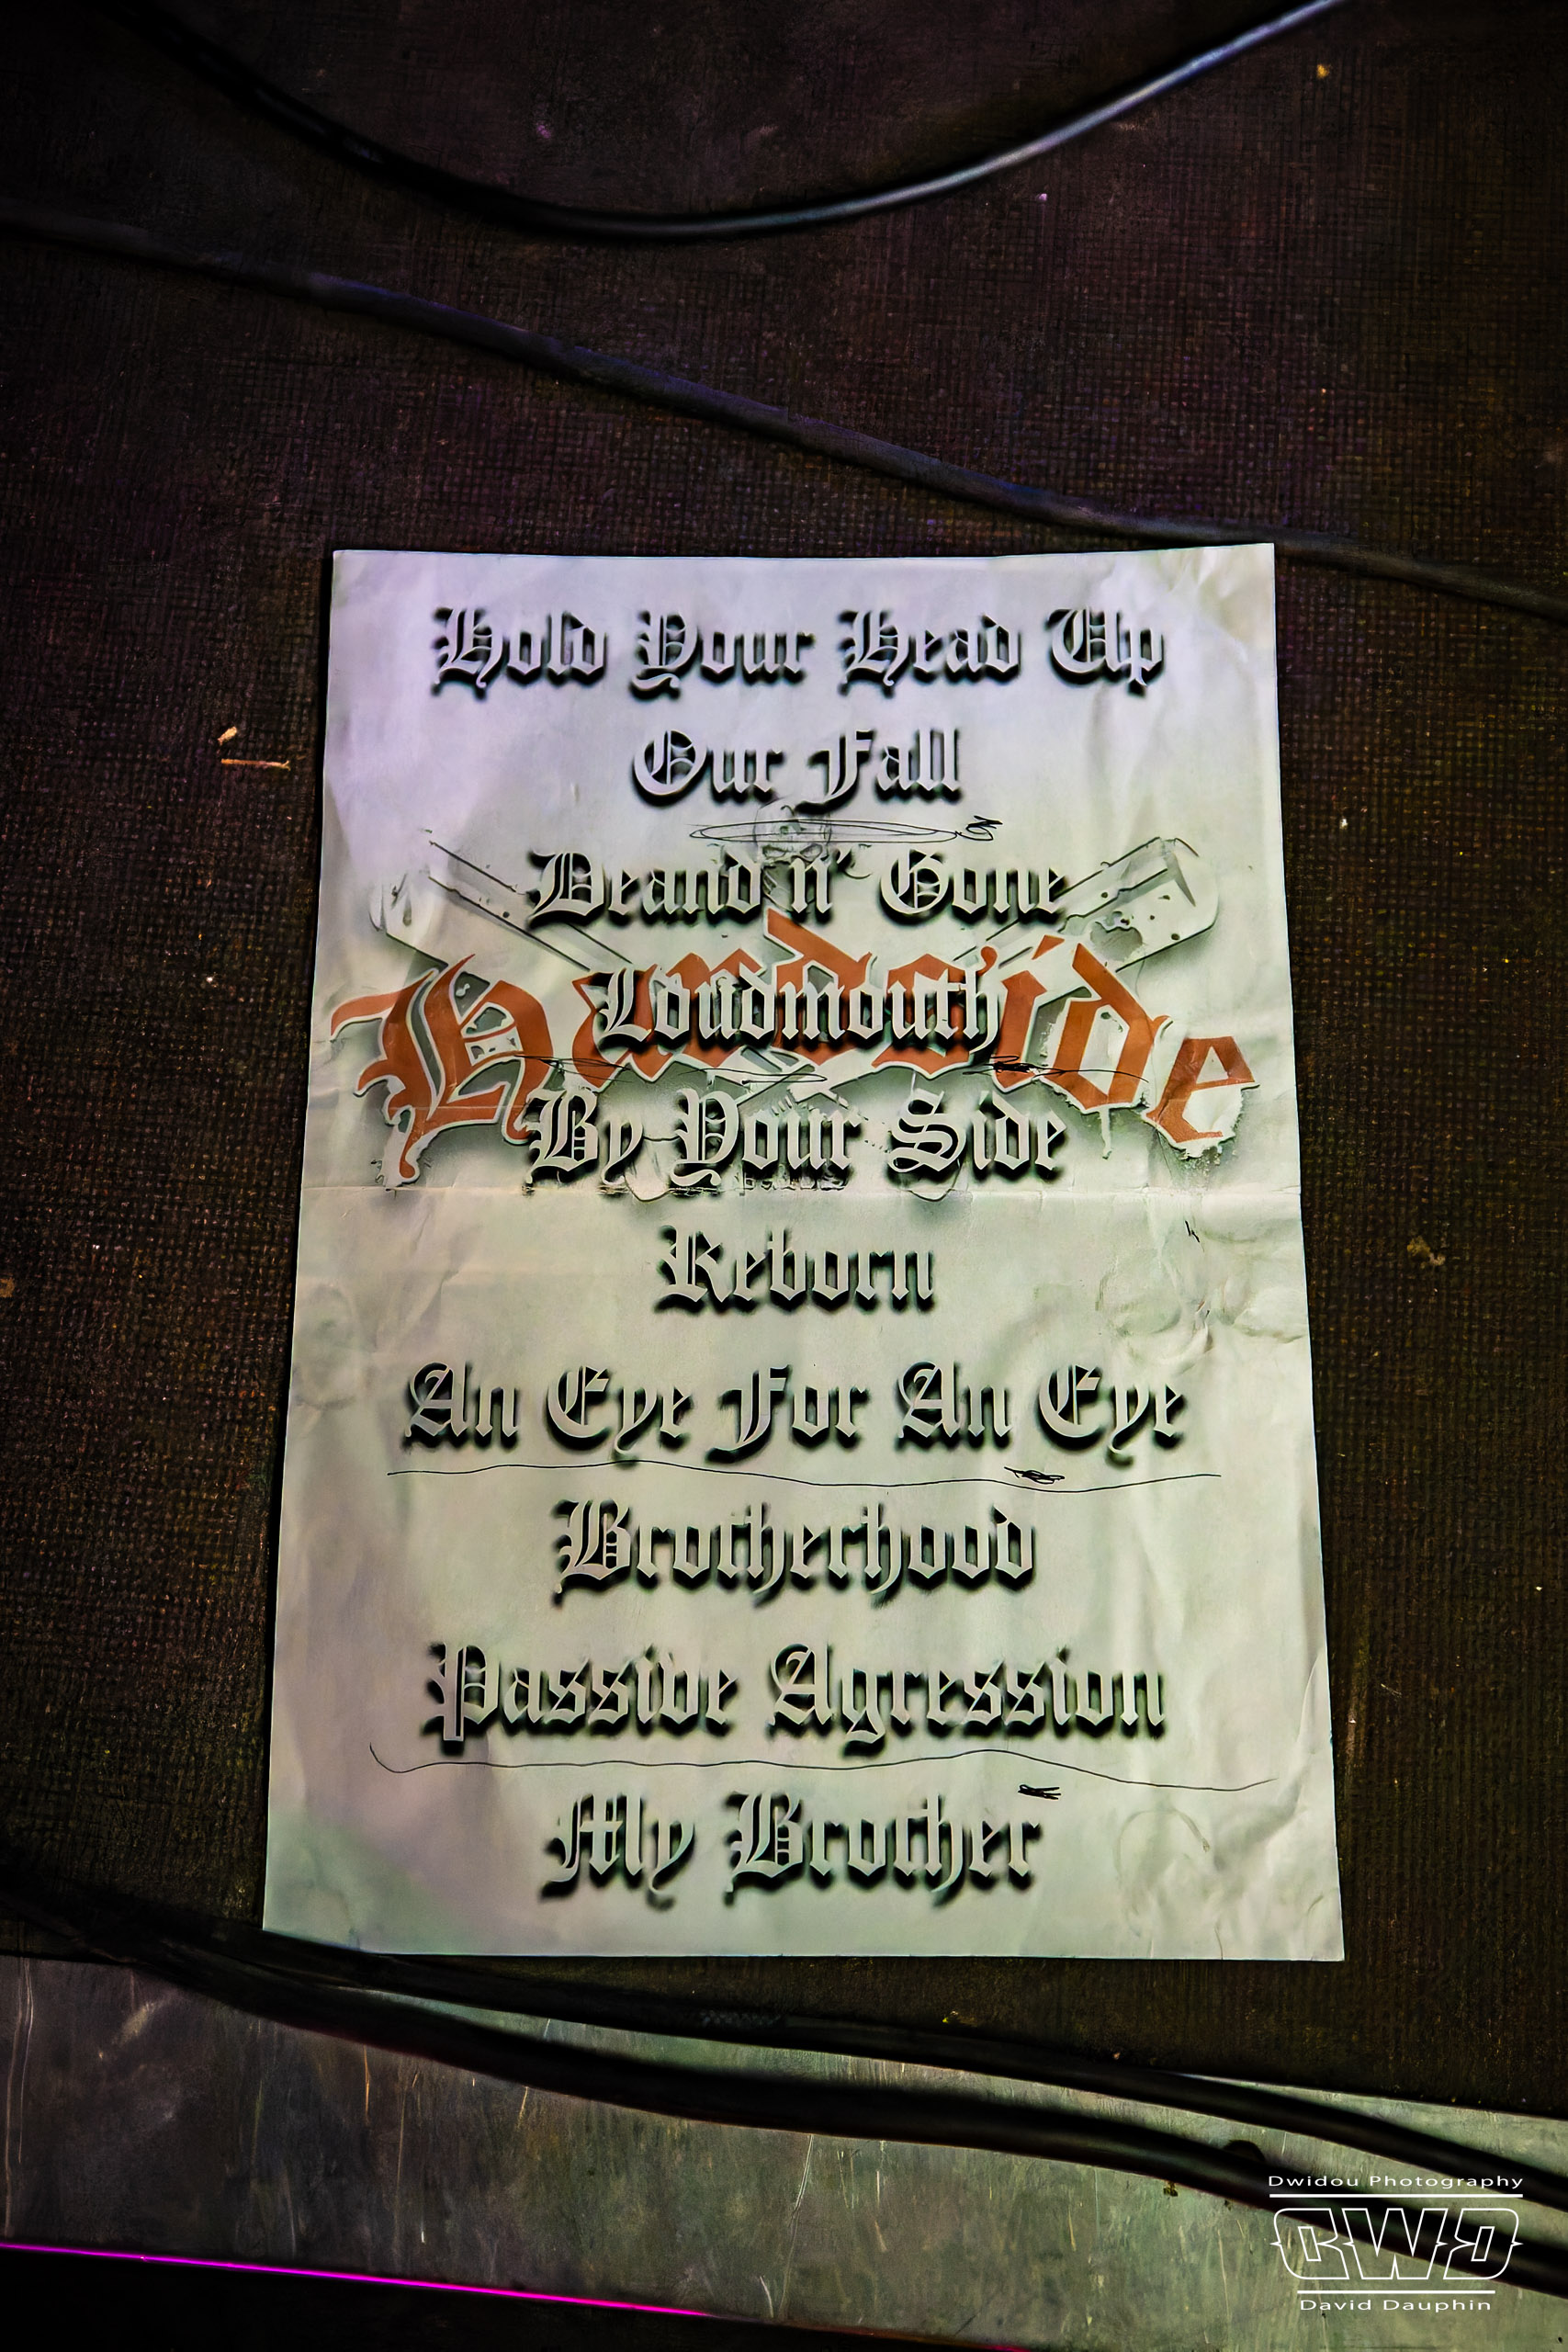 Hold Your Head Up
Our Fall
Deand n' Gone
Loudmouth
By Your Side
Reborn
An Eye For An Eye
Brotherhood
Passive Agression
My Brother
Dwidou Photography
DWD
David Dauphin